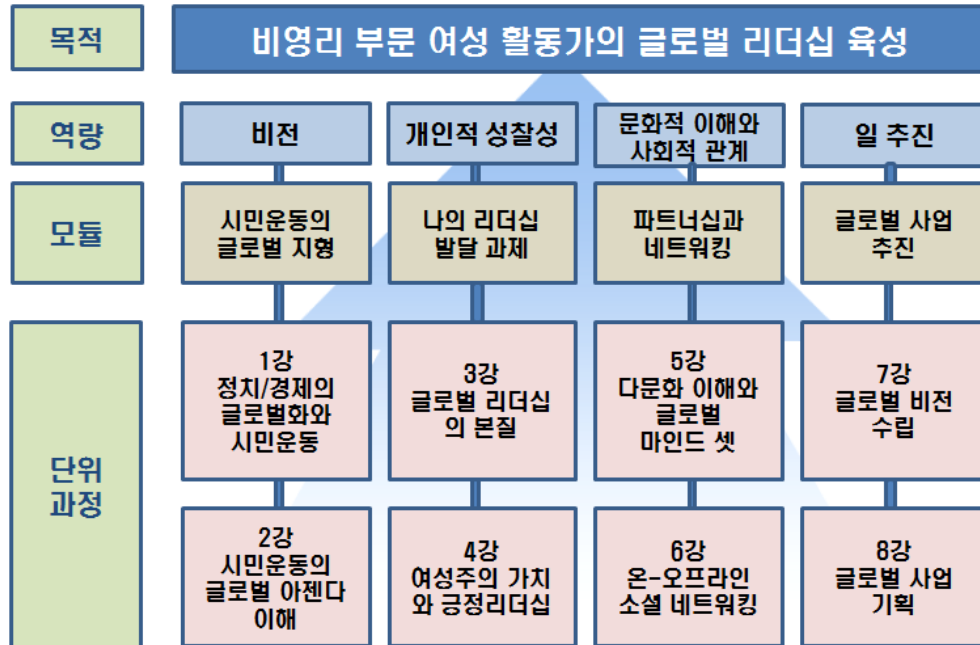 목적
비영리 부문 여성 활동가의 글로벌 리더십 육성
역량
비전
개인적 성찰성
문화적 이해와
사회적 관계
일 추진
모듈
시민운동의
글로벌 지형
나의 리더십
발달 과제
파트너십과
네트워킹
글로벌 사업
추진
단위
과정
1강
정치/경제의
글로벌화와
시민운동
3강
글로벌 리더십
의 본질
5강
다문화 이해와
글로벌
마인드 셋
7강
글로벌 비전
수립
2강
시민운동의
글로벌 아젠다
이해
4강
여성주의 가치
와 긍정리더십
6강
온-오프라인
소셜 네트워킹
8강
글로벌 사업
기획